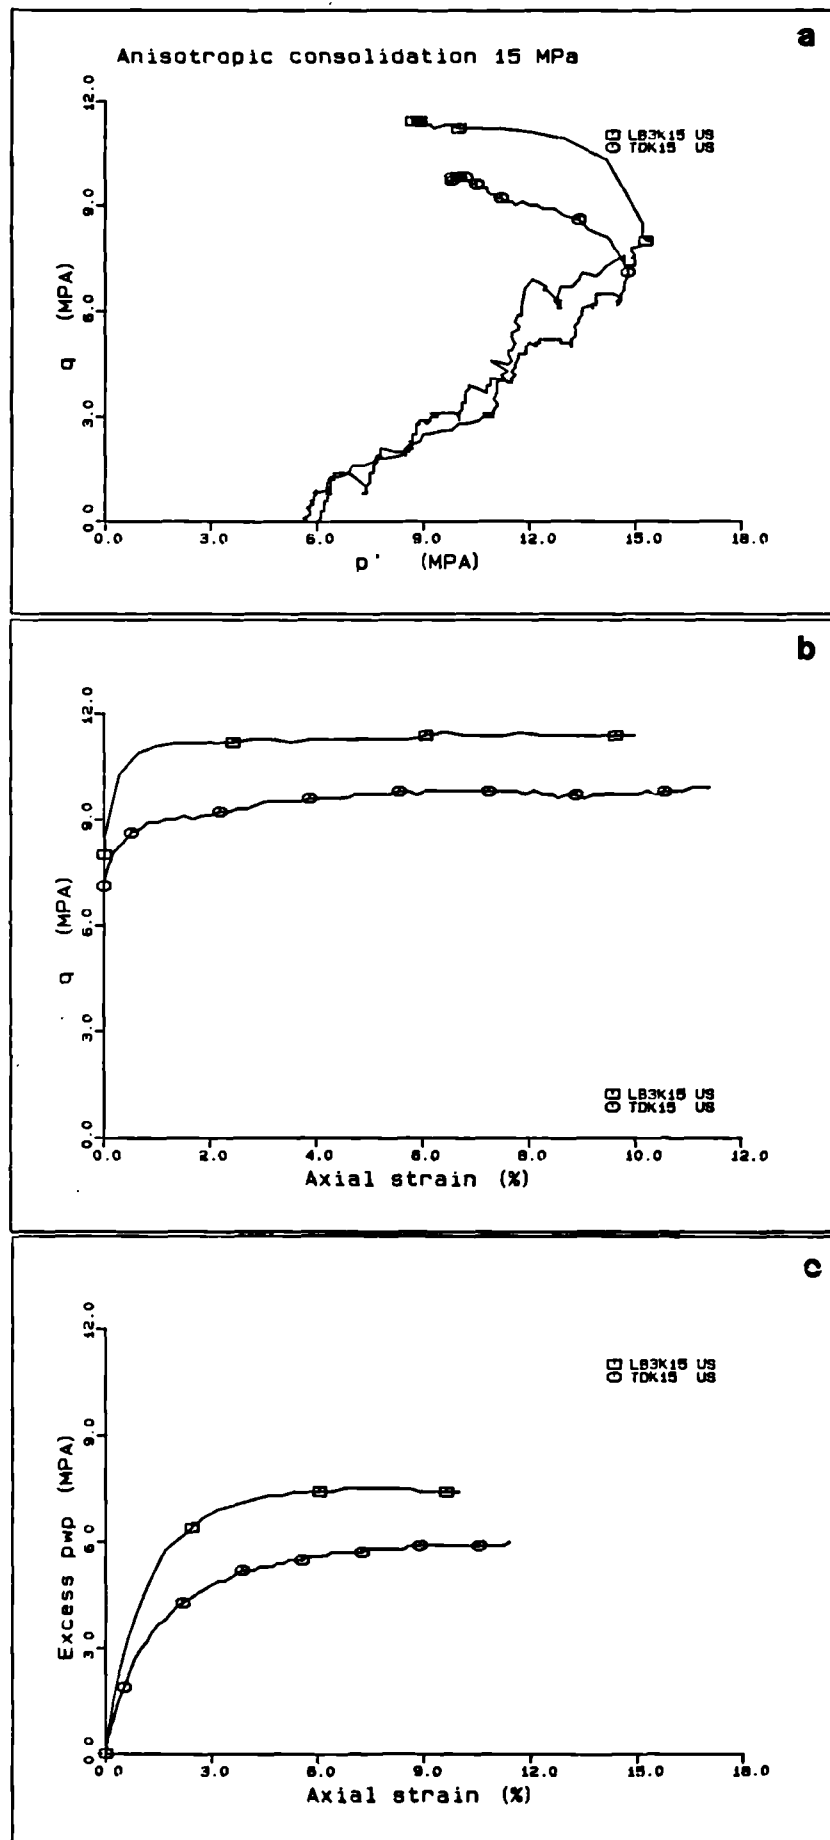 a
Anisotropic consolidation 15 MPa
12.0
9.0
6.0
3.0
0.0
q (MPA)
LB3K15 US
TDK15 US
0.0 3.0 6.0 9.0 12.0 15.0 18.0
p' (MPA)
b
12.0
9.0
6.0
3.0
0.0
q (MPA)
LB3K15 US
TDK15 US
0.0 2.0 4.0 6.0 8.0 10.0 12.0
Axial strain (%)
c
12.0
9.0
6.0
3.0
0.0
Excess pwp (MPA)
LB3K15 US
TDK15 US
0.0 3.0 6.0 9.0 12.0 15.0 18.0
Axial strain (%)